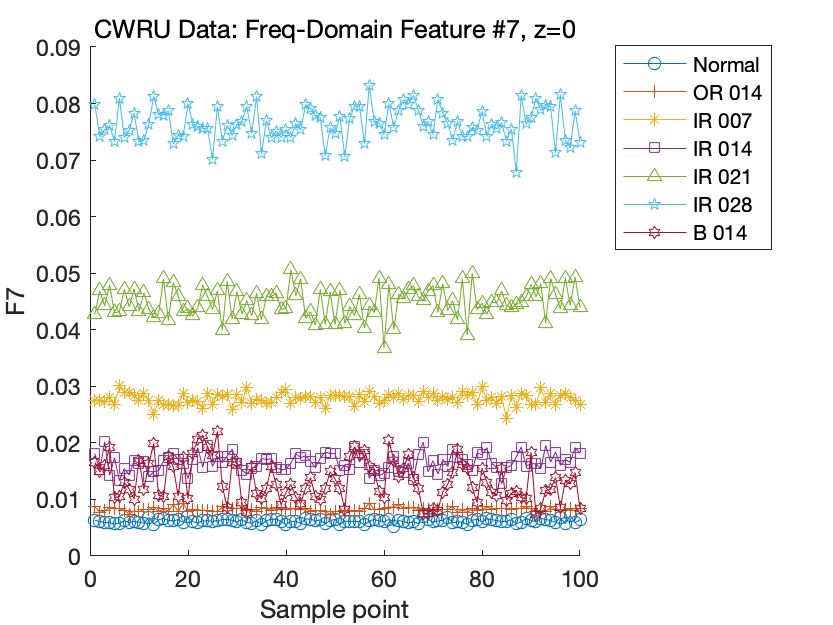 CWRU Data: Freq-Domain Feature #7, z=0
0.09
0.08
0.07
0.06
0.05
0.04
0.03
0.02
0.01
0
F7
0 20 40 60 80 100
Sample point
Normal
OR 014
IR 007
IR 014
IR 021
IR 028
B 014